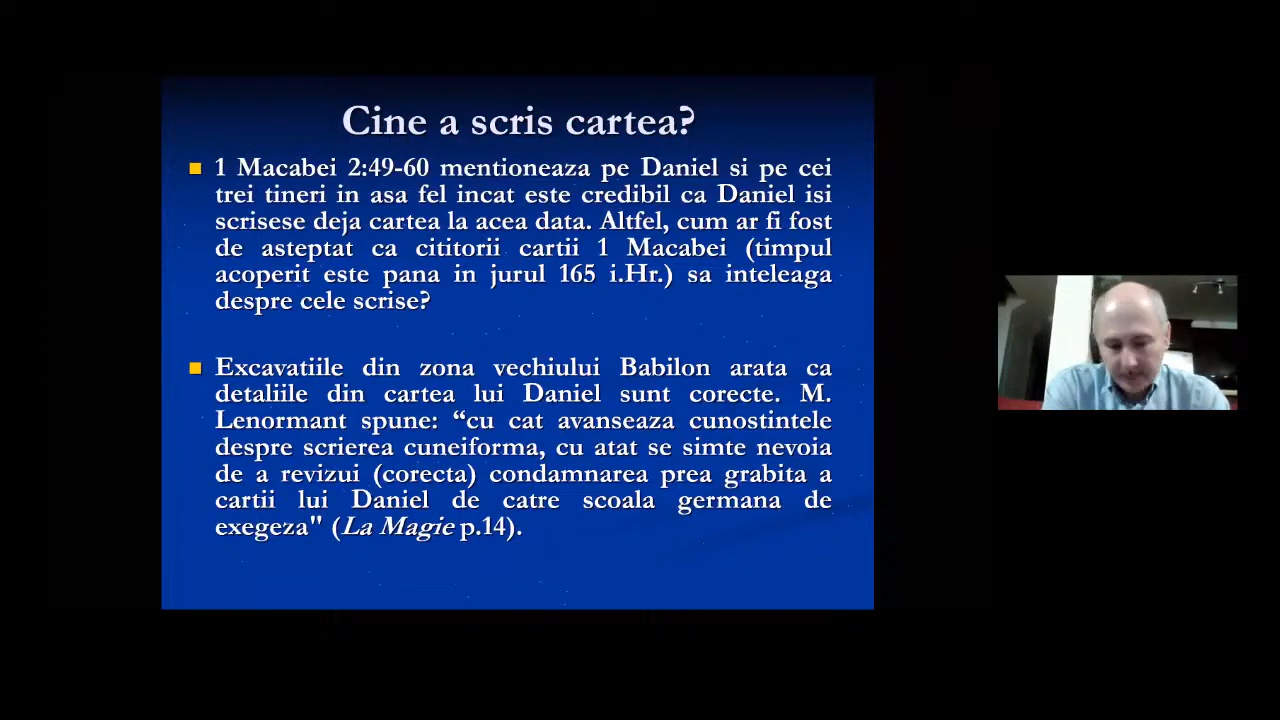 Cine a scris cartea?
1 Macabei 2:49-60 mentioneaza pe Daniel si pe cei
trei tineri in asa fel incat este credibil ca Daniel isi
scrisese deja cartea la acea data. Altfel, cum ar fi fost
de asteptat ca cititorii cartii 1 Macabei (timpul
acoperit este pana in jurul 165 i.Hr.) sa inteleaga
despre cele scrise?
Excavatiile din zona vechiului Babilon arata ca
detaliile din cartea lui Daniel sunt corecte. M.
Lenormant spune: “cu cat avanseaza cunostintele
despre scrierea cuneiforma, cu atat se simte nevoia
de a revizui (corecta) condamnarea prea grabita a
cartii lui Daniel de catre scoala germana de
exegeza" (La Magie p.14).